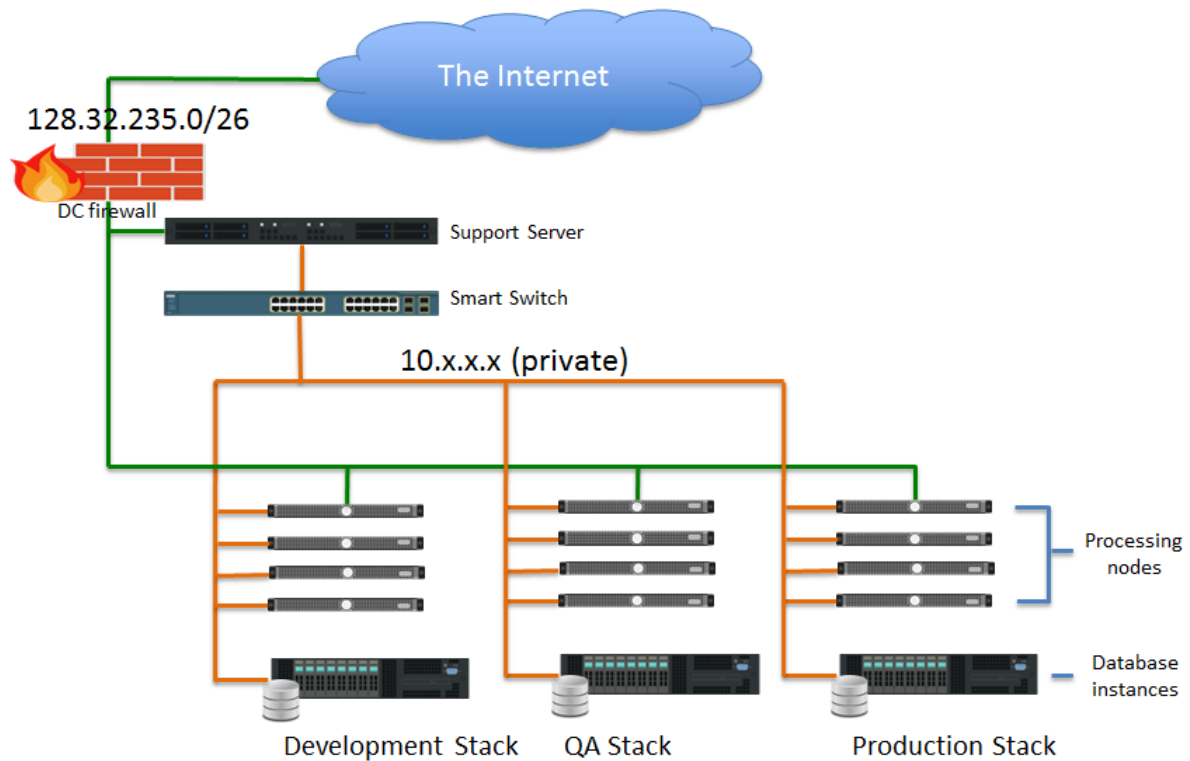 The Internet
128.32.235.0/26
DC firewall
Support Server
Smart Switch
10.x.x.x (private)
Processing
nodes
Database
instances
Development Stack
QA Stack
Production Stack